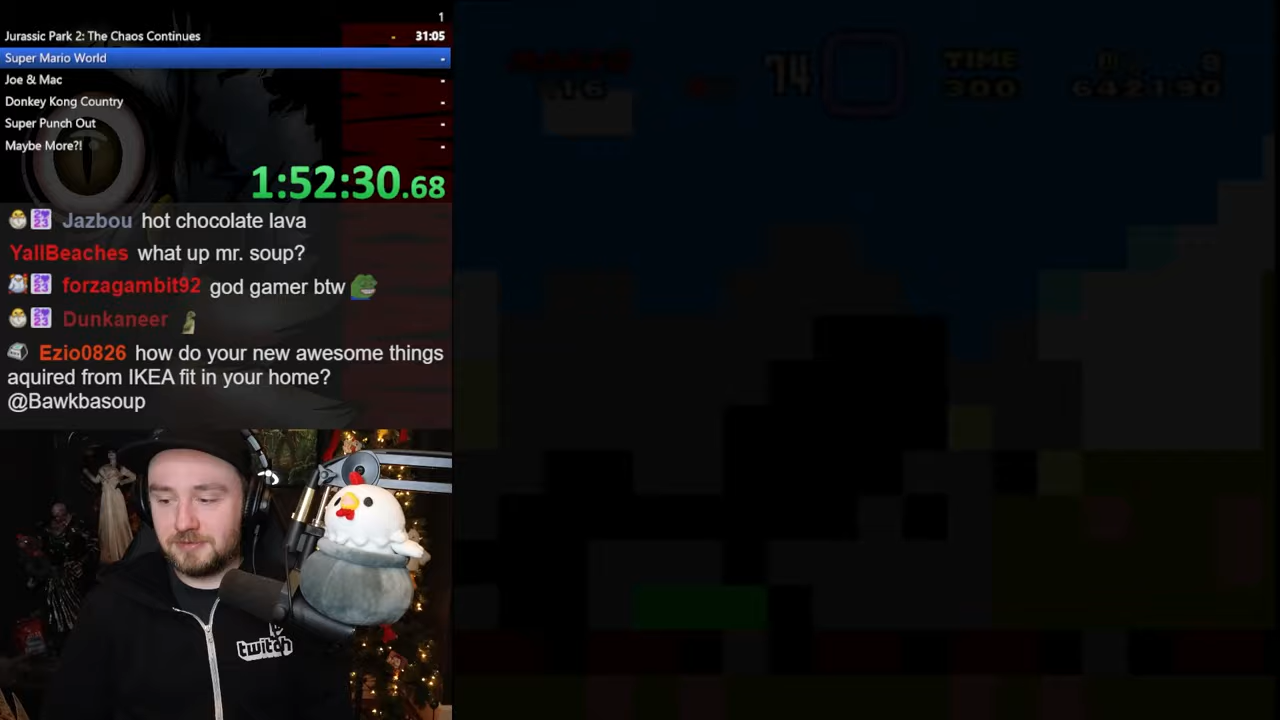 1
Jurassic Park 2: The Chaos Continues - 31:05
Super Mario World -
Joe & Mac -
Donkey Kong Country -
Super Punch Out -
Maybe More?! -
1:52:30.68
Jazbou hot chocolate lava
YallBeaches what up mr. soup?
forzagambit92 god gamer btw
Dunkaneer
Ezio0826 how do your new awesome things
aquired from IKEA fit in your home?
@Bawkbasoup
twitch
74
TIME
16
300
642190